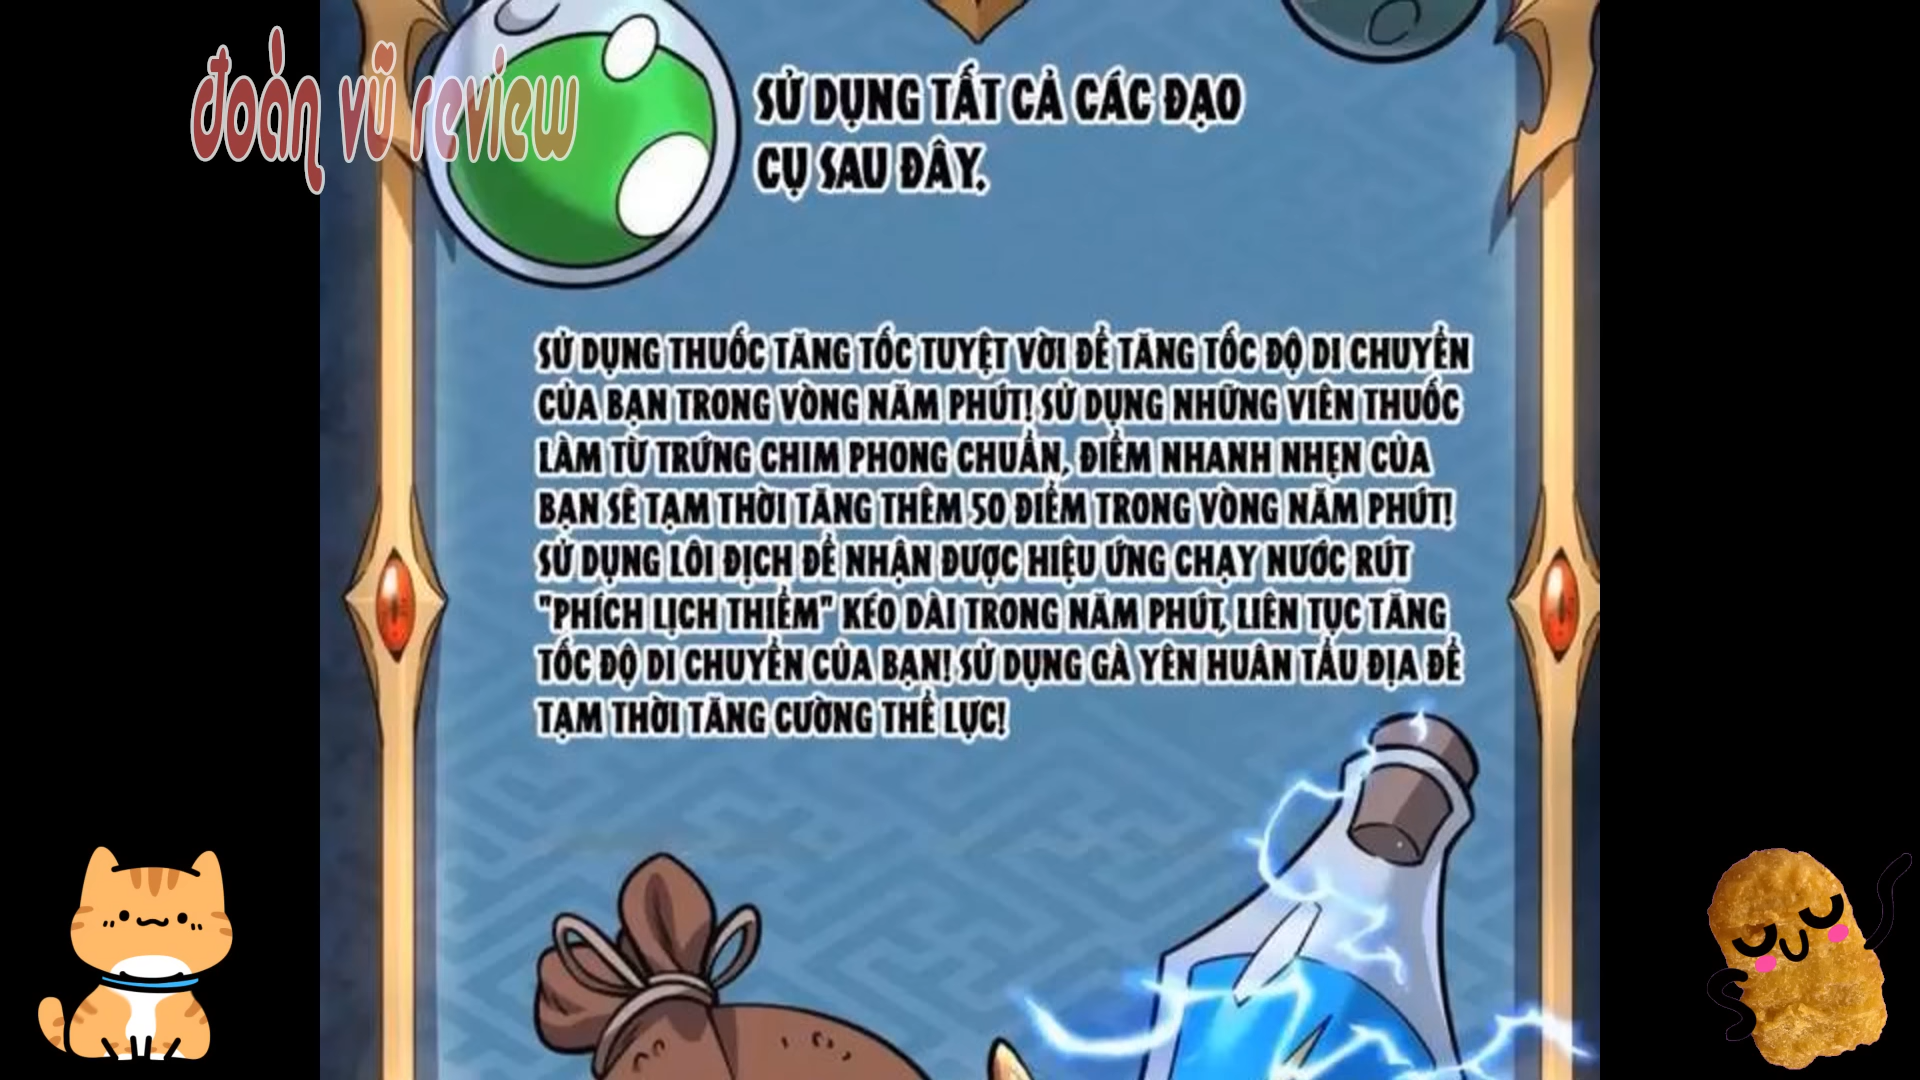 đoản vũ review
SỬ DỤNG TẤT CẢ CÁC ĐẠO
CỤ SAU ĐÂY.
SỬ DỤNG THUỐC TĂNG TỐC TUYỆT VỜI ĐỂ TĂNG TỐC ĐỘ DI CHUYỂN
CỦA BẠN TRONG VÒNG NĂM PHÚT! SỬ DỤNG NHỮNG VIÊN THUỐC
LÀM TỪ TRỨNG CHIM PHONG CHUẨN, ĐIỂM NHANH NHẸN CỦA
BẠN SẼ TẠM THỜI TĂNG THÊM 50 ĐIỂM TRONG VÒNG NĂM PHÚT!
SỬ DỤNG LÔI ĐỊCH ĐỂ NHẬN ĐƯỢC HIỆU ỨNG CHẠY NƯỚC RÚT
"PHÍCH LỊCH THIỂM" KÉO DÀI TRONG NĂM PHÚT, LIÊN TỤC TĂNG
TỐC ĐỘ DI CHUYỂN CỦA BẠN! SỬ DỤNG GÀ YÊN HUÂN TẨU ĐỊA ĐỂ
TẠM THỜI TĂNG CƯỜNG THỂ LỰC!